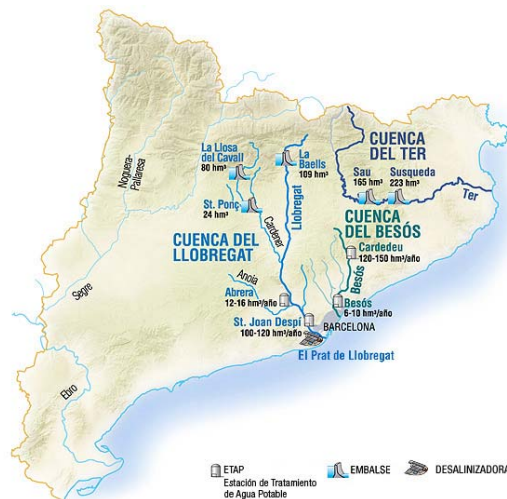 CUENCA
DEL TER
La Llosa
del Cavall
80 hm³
La
Baells
109 hm³
Sau
165 hm³
Susqueda
223 hm³
Ter
Noguera-
Pallaresa
St. Ponç
24 hm³
Cardener
Llobregat
CUENCA
DEL BESÓS
Cardedeu
120-150 hm³/año
CUENCA DEL
LLOBREGAT
Besós
Segre
Anoia
Abrera
12-16 hm³/año
Besós
6-10 hm³/año
St. Joan Despí
100-120 hm³/año
BARCELONA
El Prat de Llobregat
Ebro
ETAP
Estación de Tratamiento
de Agua Potable
EMBALSE
DESALINIZADORA